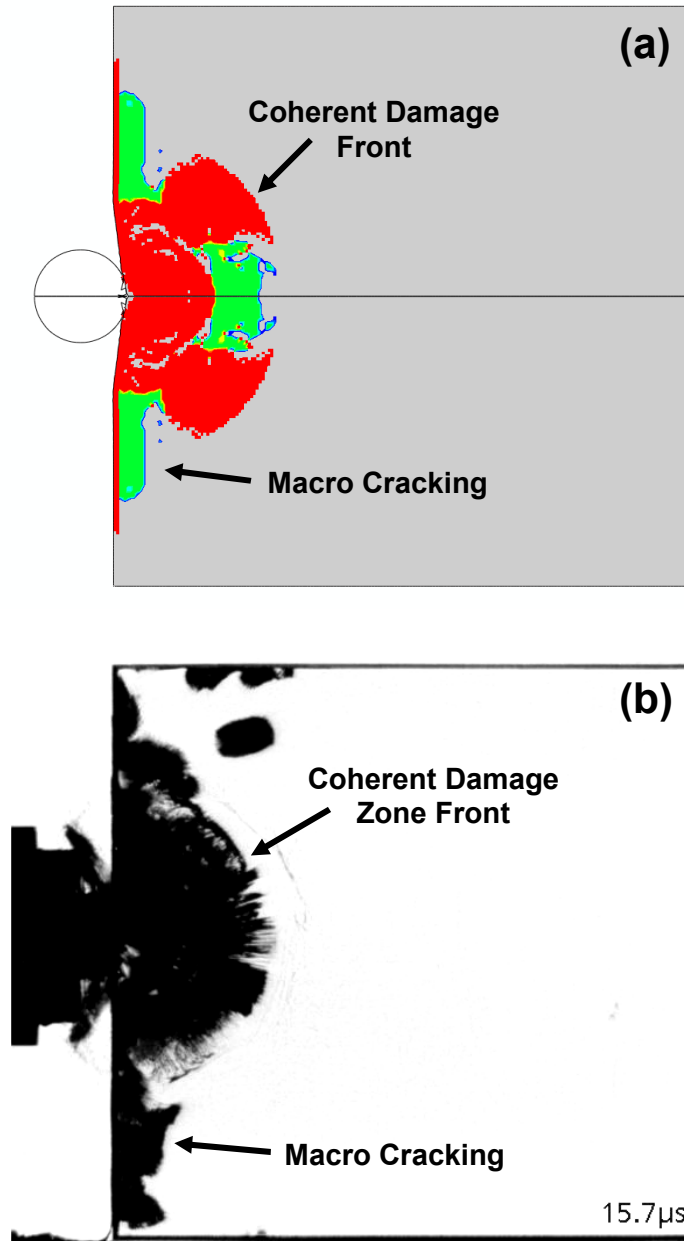 (a)
Coherent Damage
Front
Macro Cracking
(b)
Coherent Damage
Zone Front
Macro Cracking
15.7µs